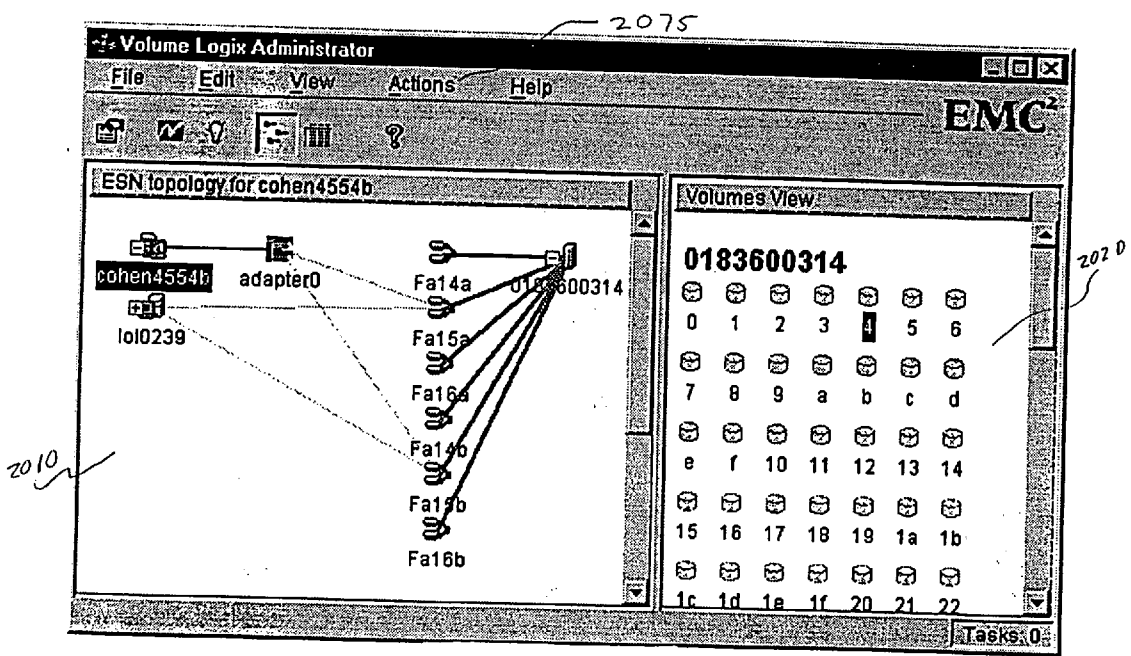 2075
Volume Logix Administrator
File Edit View Actions Help
EMC²
ESN topology for cohen4554b
cohen4554b
adapter0
lol0239
Fa14a
0183600314
Fa15a
Fa16a
Fa14b
Fa15b
Fa16b
2010
Volumes View
0183600314
0 1 2 3 4 5 6
7 8 9 a b c d
e f 10 11 12 13 14
15 16 17 18 19 1a 1b
1c 1d 1e 1f 20 21 22
2020
Tasks: 0